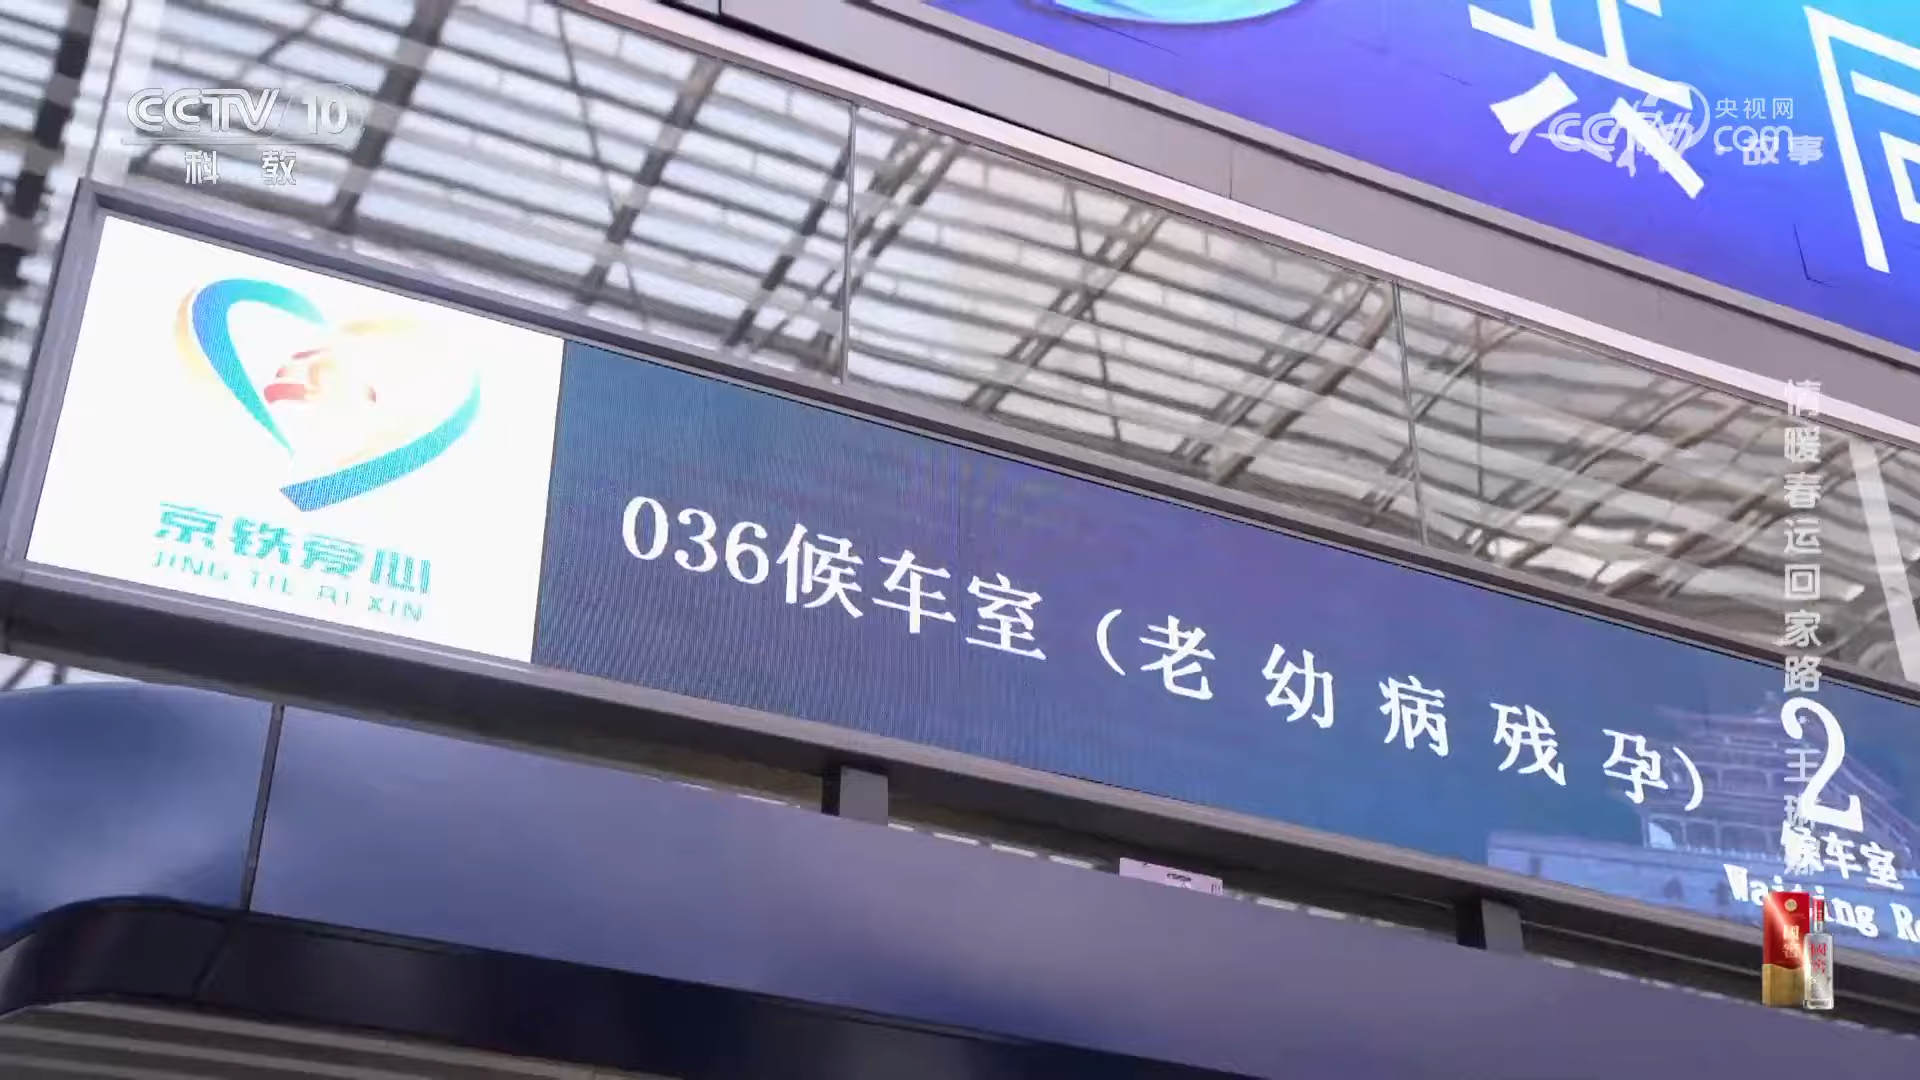 CCTV 10
科教
央视网
CCTV.com
故事
京铁爱心
JING TIE AI XIN
036候车室（老 幼 病 残 孕）
2
候车室
Waiting R
情暖春运回家路